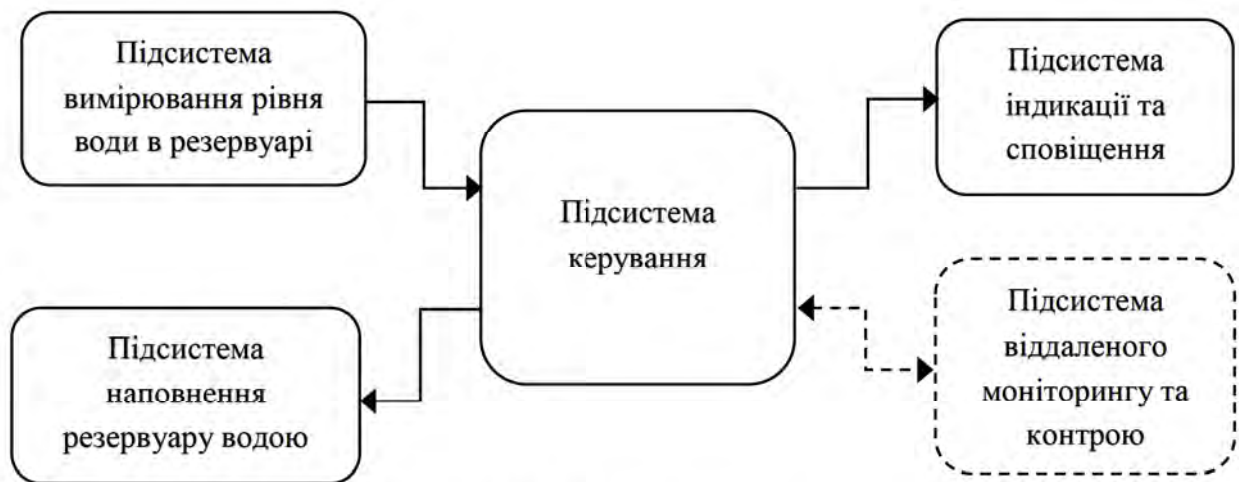 Підсистема
вимірювання рівня
води в резервуарі
Підсистема
індикації та
сповіщення
Підсистема
керування
Підсистема
наповнення
резервуару водою
Підсистема
віддаленого
моніторингу та
контрою